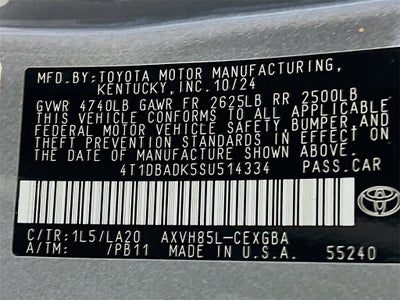 MFD.BY:TOYOTA MOTOR MANUFACTURING,
KENTUCKY,INC.10/24
GVWR 4740LB GAWR FR 2625LB RR 2500LB
THIS VEHICLE CONFORMS TO ALL APPLICABLE
FEDERAL MOTOR VEHICLE SAFETY, BUMPER, AND
THEFT PREVENTION STANDARDS IN EFFECT ON
THE DATE OF MANUFACTURE SHOWN ABOVE.
4T1DBADK5SU514334 PASS.CAR
TOYOTA
C/TR:1L5/LA20 AXVH85L-CEXGBA
A/TM: /PB11 MADE IN U.S.A. 55240